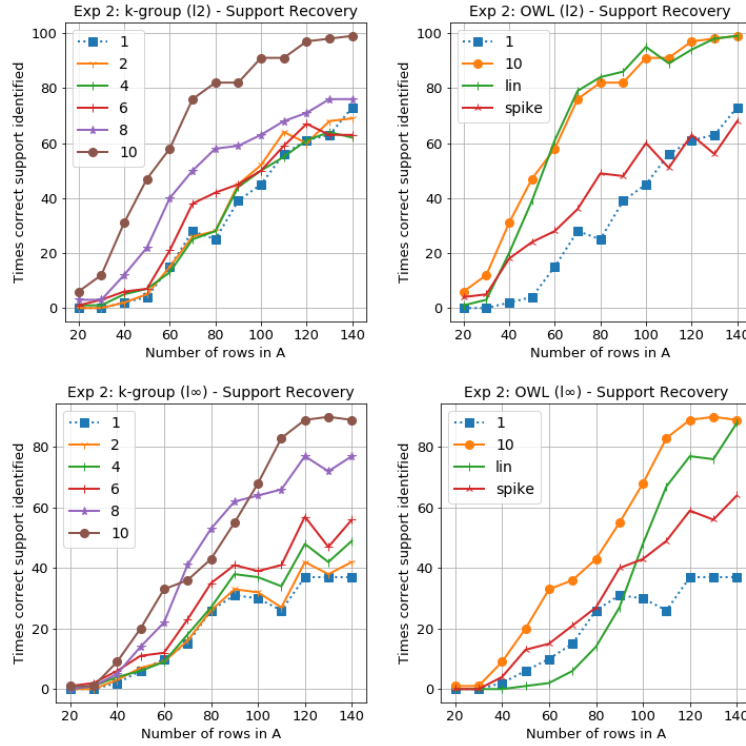 Exp 2: k-group (l2) - Support Recovery
100
80
60
40
20
0
Times correct support identified
1
2
4
6
8
10
20 40 60 80 100 120 140
Number of rows in A
Exp 2: OWL (l2) - Support Recovery
100
80
60
40
20
0
Times correct support identified
1
10
lin
spike
20 40 60 80 100 120 140
Number of rows in A
Exp 2: k-group (l∞) - Support Recovery
80
60
40
20
0
Times correct support identified
1
2
4
6
8
10
20 40 60 80 100 120 140
Number of rows in A
Exp 2: OWL (l∞) - Support Recovery
80
60
40
20
0
Times correct support identified
1
10
lin
spike
20 40 60 80 100 120 140
Number of rows in A